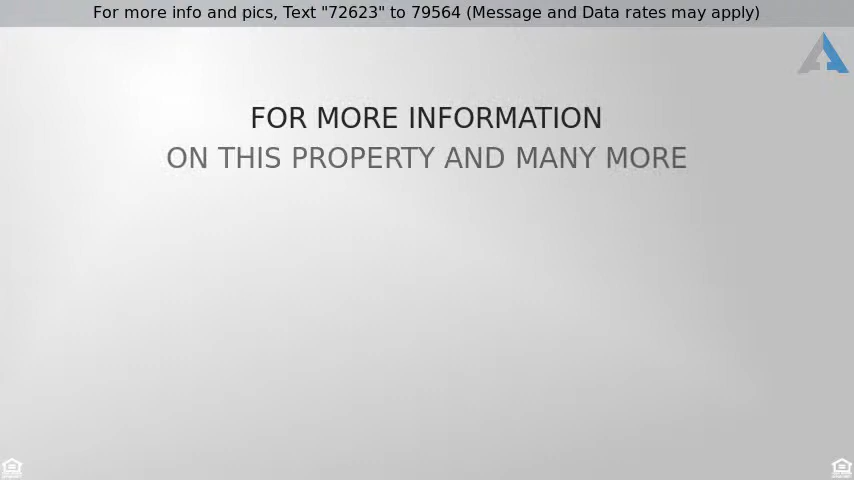 For more info and pics, Text "72623" to 79564 (Message and Data rates may apply)
FOR MORE INFORMATION
ON THIS PROPERTY AND MANY MORE